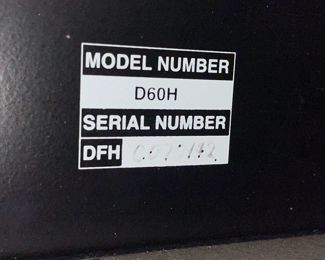 MODEL NUMBER
D60H
SERIAL NUMBER
DFH